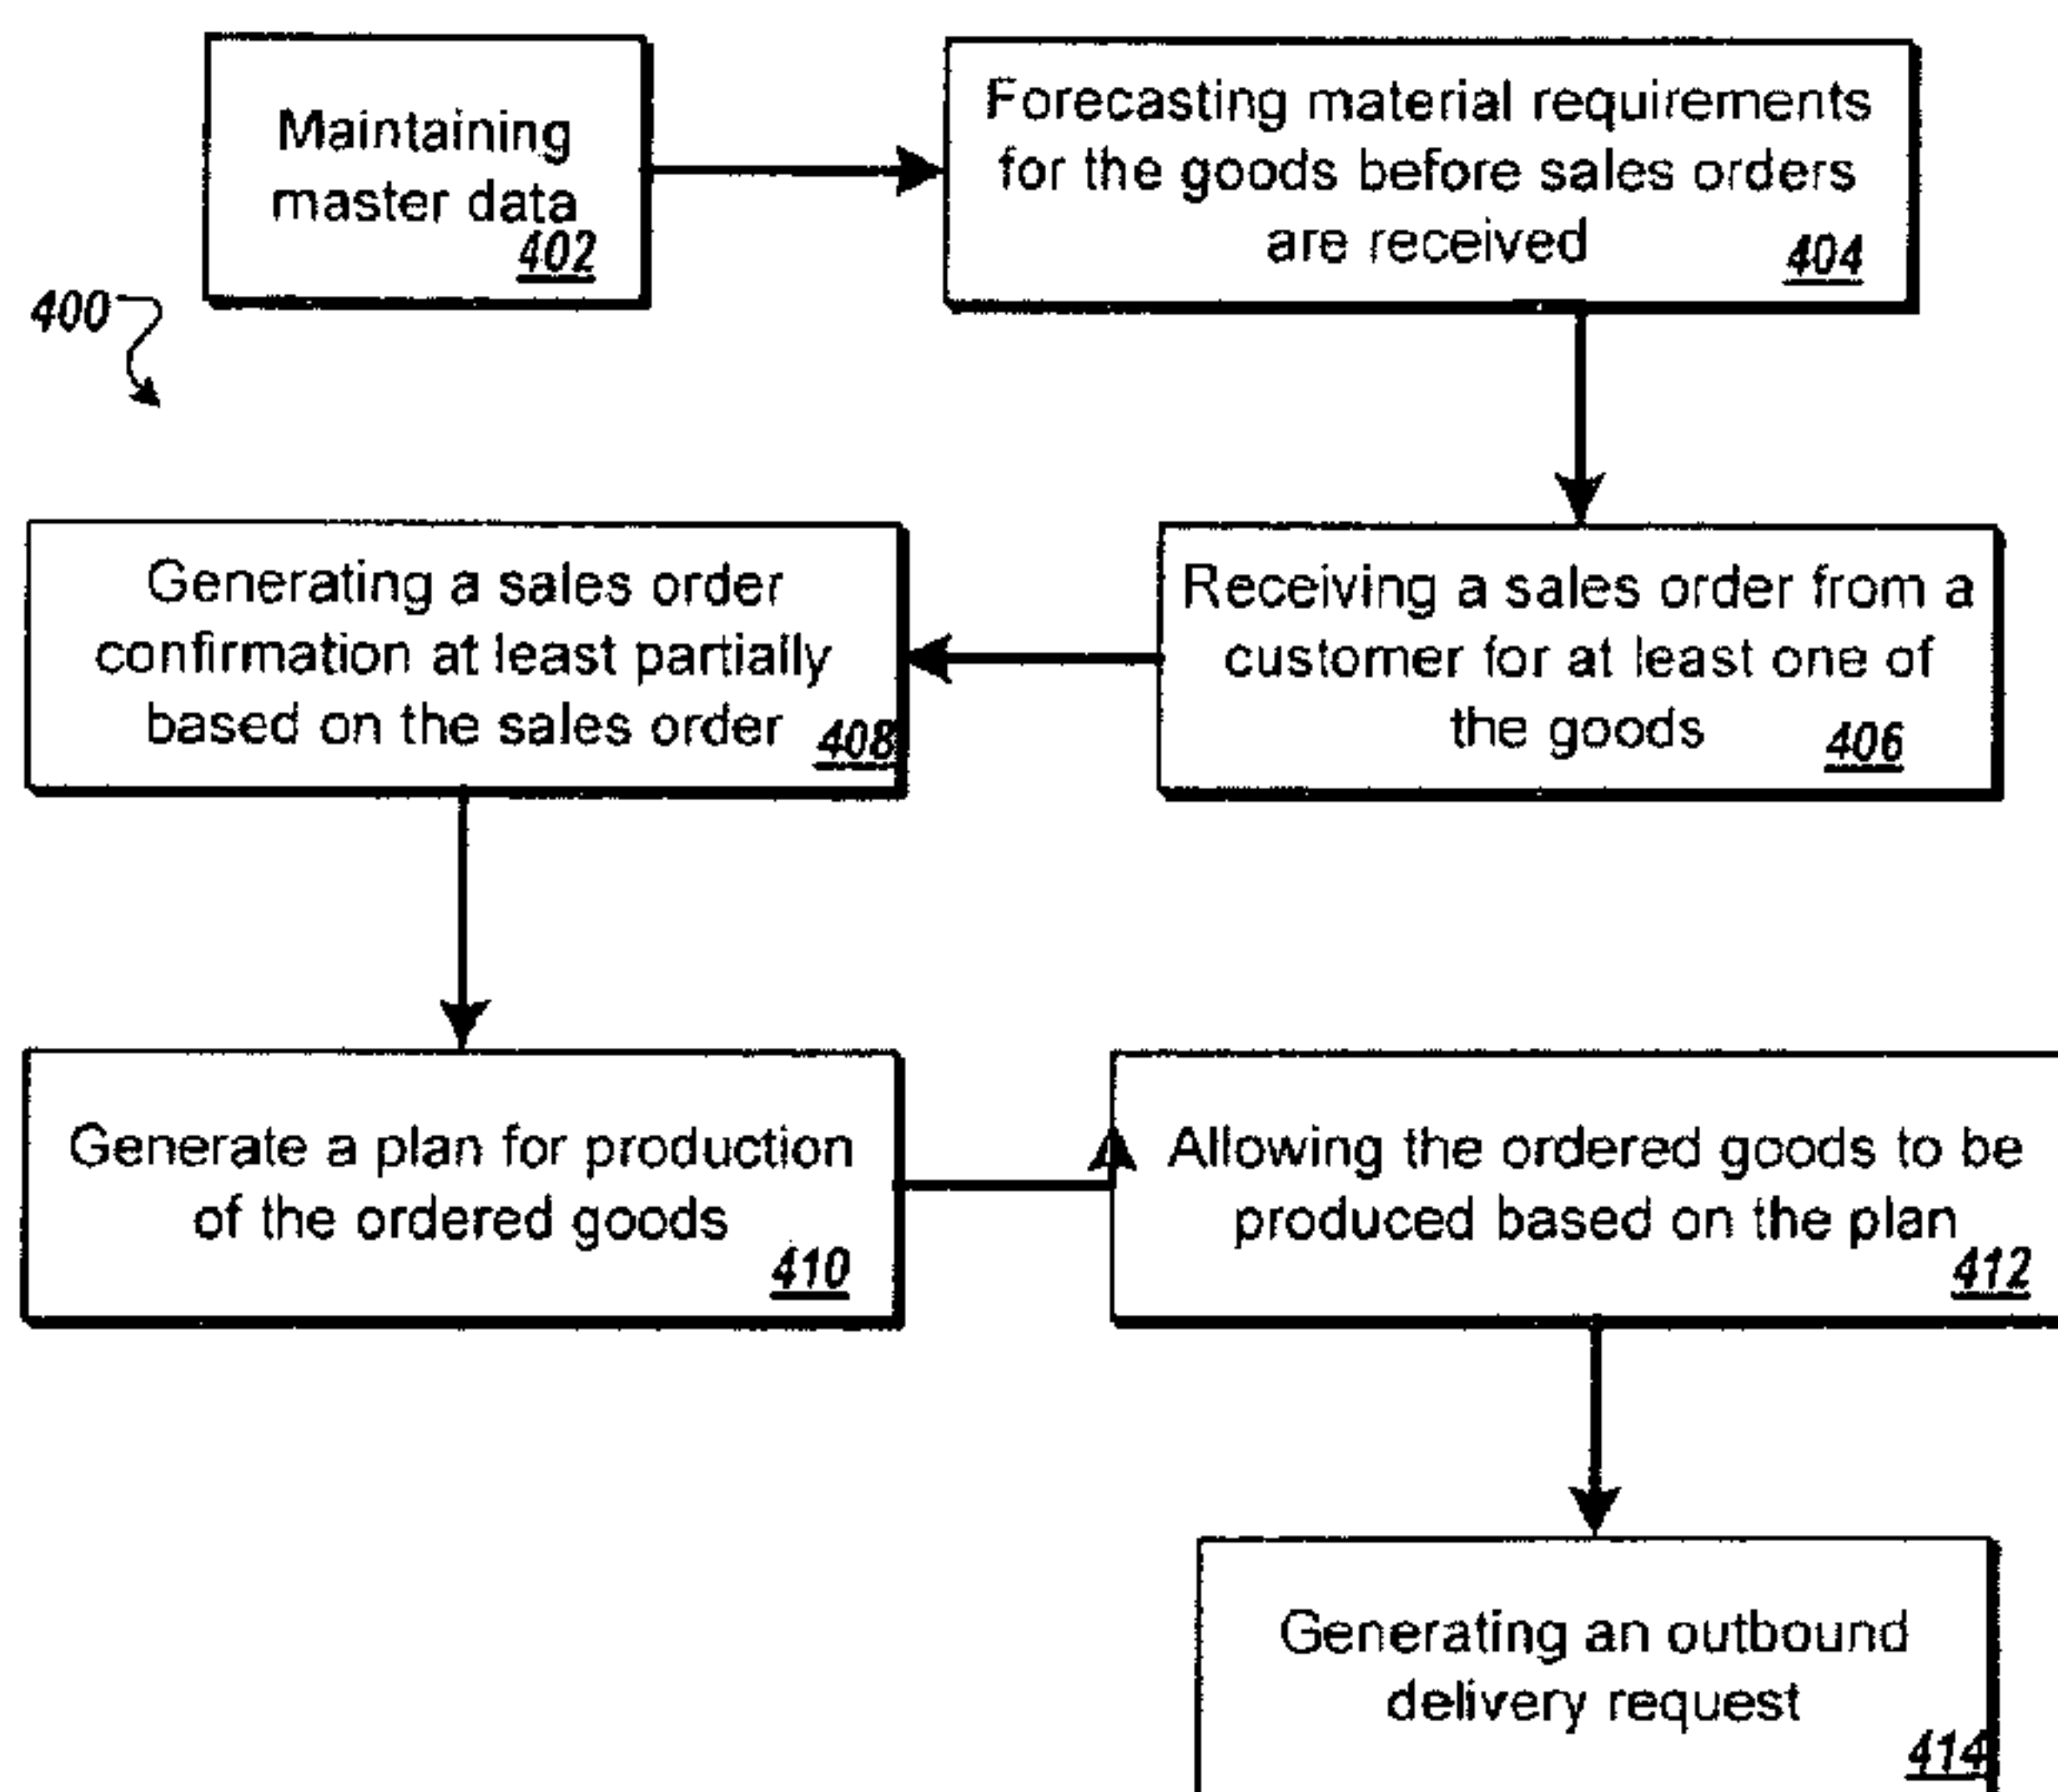 Maintaining
master data
402
Forecasting material requirements
for the goods before sales orders
are received
404
400
Generating a sales order
confirmation at least partially
based on the sales order
408
Receiving a sales order from a
customer for at least one of
the goods
406
Generate a plan for production
of the ordered goods
410
Allowing the ordered goods to be
produced based on the plan
412
Generating an outbound
delivery request
414